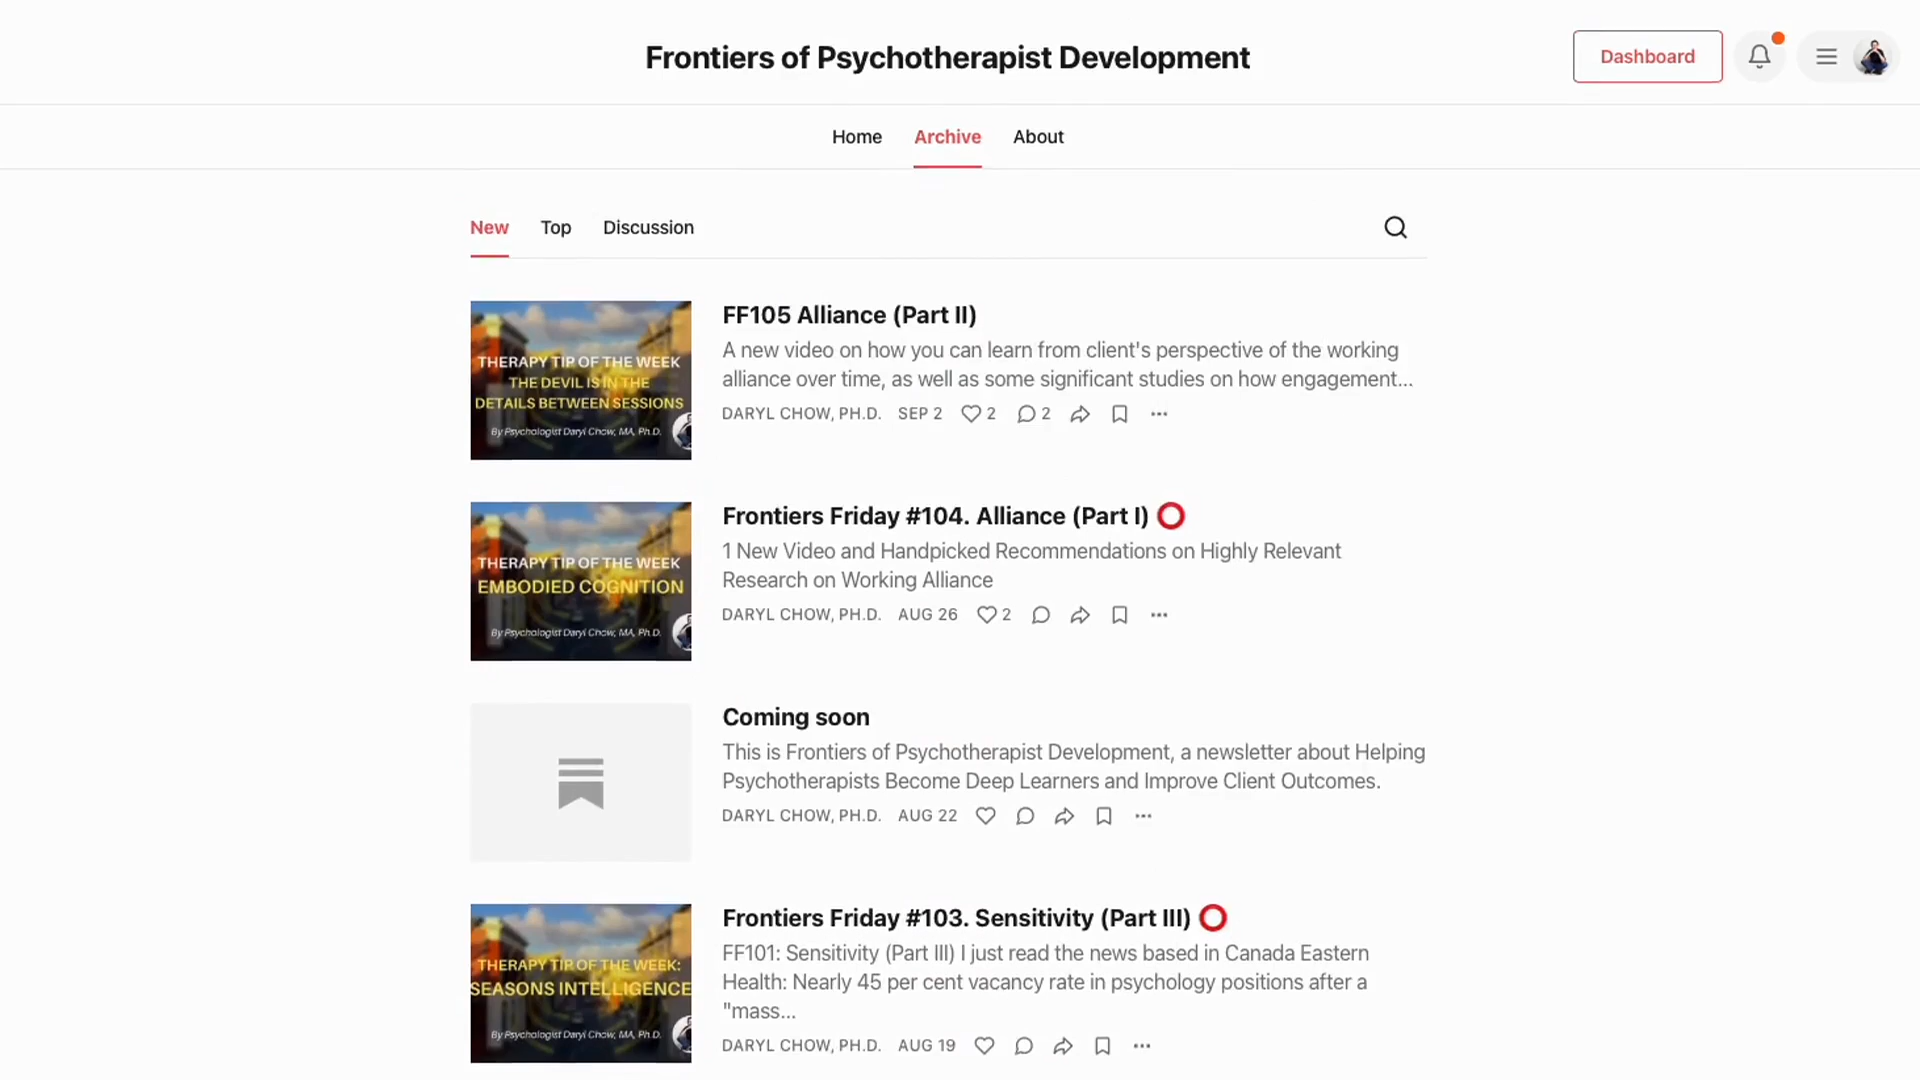 Frontiers of Psychotherapist Development
Dashboard
Home
Archive
About
New
Top
Discussion
THERAPY TIP OF THE WEEK
THE DEVIL IS IN THE
DETAILS BETWEEN SESSIONS
By Psychologist Daryl Chow, MA, Ph.D.
FF105 Alliance (Part II)
A new video on how you can learn from client's perspective of the working
alliance over time, as well as some significant studies on how engagement...
DARYL CHOW, PH.D. SEP 2 2 2
THERAPY TIP OF THE WEEK
EMBODIED COGNITION
By Psychologist Daryl Chow, MA, Ph.D.
Frontiers Friday #104. Alliance (Part I) ⭕
1 New Video and Handpicked Recommendations on Highly Relevant
Research on Working Alliance
DARYL CHOW, PH.D. AUG 26 2
Coming soon
This is Frontiers of Psychotherapist Development, a newsletter about Helping
Psychotherapists Become Deep Learners and Improve Client Outcomes.
DARYL CHOW, PH.D. AUG 22
THERAPY TIP OF THE WEEK:
SEASONS INTELLIGENCE
By Psychologist Daryl Chow, MA, Ph.D.
Frontiers Friday #103. Sensitivity (Part III) ⭕
FF101: Sensitivity (Part III) I just read the news based in Canada Eastern
Health: Nearly 45 per cent vacancy rate in psychology positions after a
"mass...
DARYL CHOW, PH.D. AUG 19